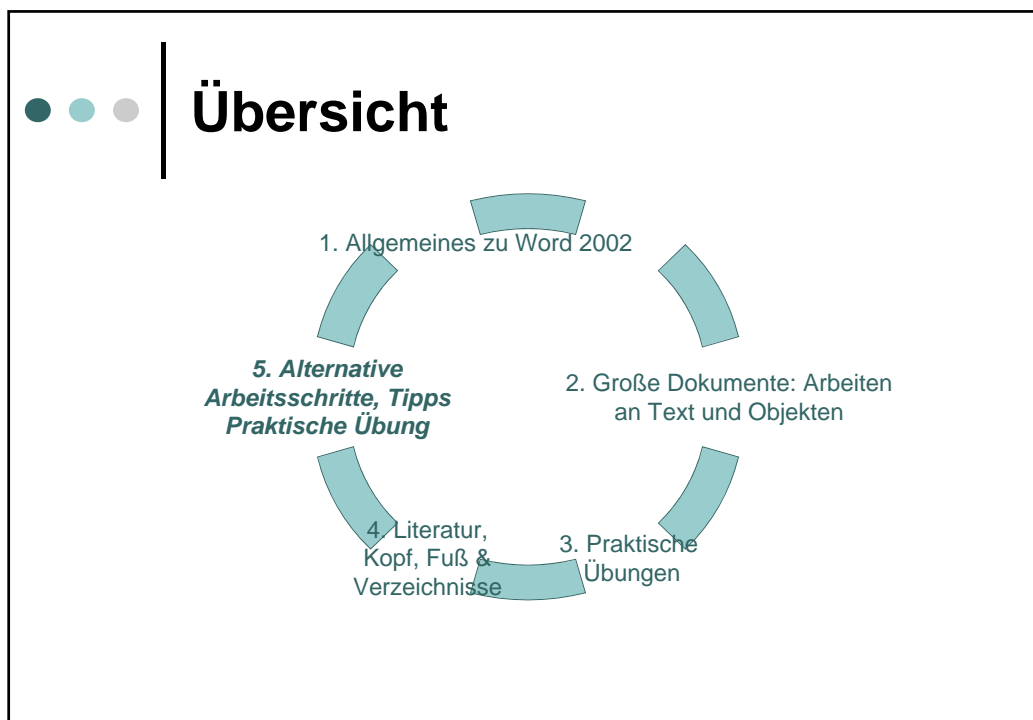 Übersicht
1. Allgemeines zu Word 2002
2. Große Dokumente: Arbeiten
an Text und Objekten
3. Praktische
Übungen
4. Literatur,
Kopf, Fuß &
Verzeichnisse
5. Alternative
Arbeitsschritte, Tipps
Praktische Übung